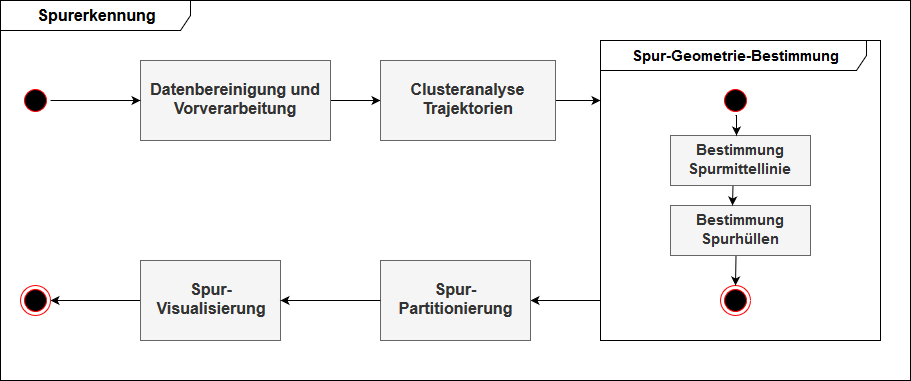 Spurerkennung
Spur-Geometrie-Bestimmung
Datenbereinigung und
Vorverarbeitung
Clusteranalyse
Trajektorien
Bestimmung
Spurmittellinie
Bestimmung
Spurhüllen
Spur-
Partitionierung
Spur-
Visualisierung